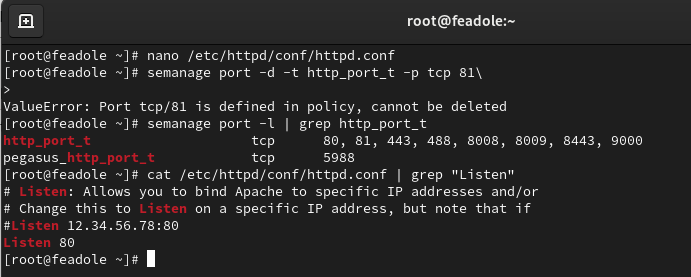 root@feadole:~
[root@feadole ~]# nano /etc/httpd/conf/httpd.conf
[root@feadole ~]# semanage port -d -t http_port_t -p tcp 81\
>
ValueError: Port tcp/81 is defined in policy, cannot be deleted
[root@feadole ~]# semanage port -l | grep http_port_t
http_port_t                    tcp      80, 81, 443, 488, 8008, 8009, 8443, 9000
pegasus_http_port_t            tcp      5988
[root@feadole ~]# cat /etc/httpd/conf/httpd.conf | grep "Listen"
# Listen: Allows you to bind Apache to specific IP addresses and/or
# Change this to Listen on a specific IP address, but note that if
#Listen 12.34.56.78:80
Listen 80
[root@feadole ~]#